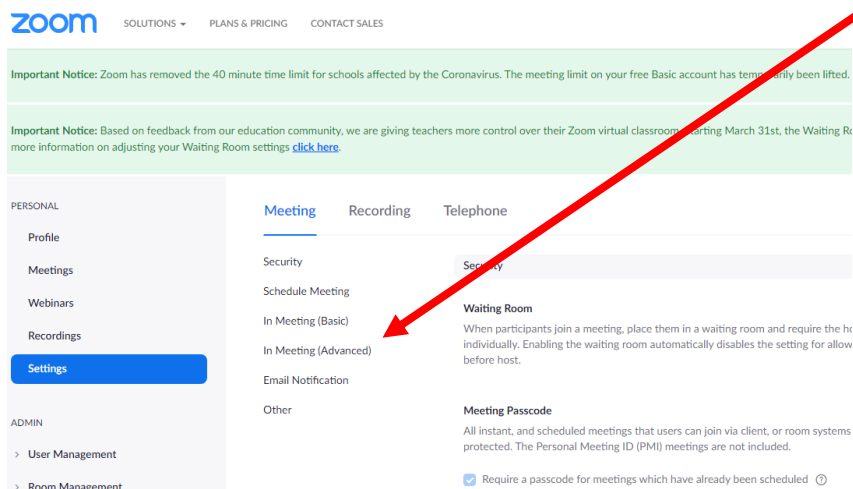 zoom SOLUTIONS PLANS & PRICING CONTACT SALES
Important Notice: Zoom has removed the 40 minute time limit for schools affected by the Coronavirus. The meeting limit on your free Basic account has temporarily been lifted.
Important Notice: Based on feedback from our education community, we are giving teachers more control over their Zoom virtual classroom. Starting March 31st, the Waiting
more information on adjusting your Waiting Room settings click here.
PERSONAL
Profile
Meetings
Webinars
Recordings
Settings
ADMIN
User Management
Room Management
Meeting Recording Telephone
Security
Schedule Meeting
In Meeting (Basic)
In Meeting (Advanced)
Email Notification
Other
Security
Waiting Room
When participants join a meeting, place them in a waiting room and require the
individually. Enabling the waiting room automatically disables the setting for
before host.
Meeting Passcode
All instant, and scheduled meetings that users can join via client, or room systems
protected. The Personal Meeting ID (PMI) meetings are not included.
Require a passcode for meetings which have already been scheduled